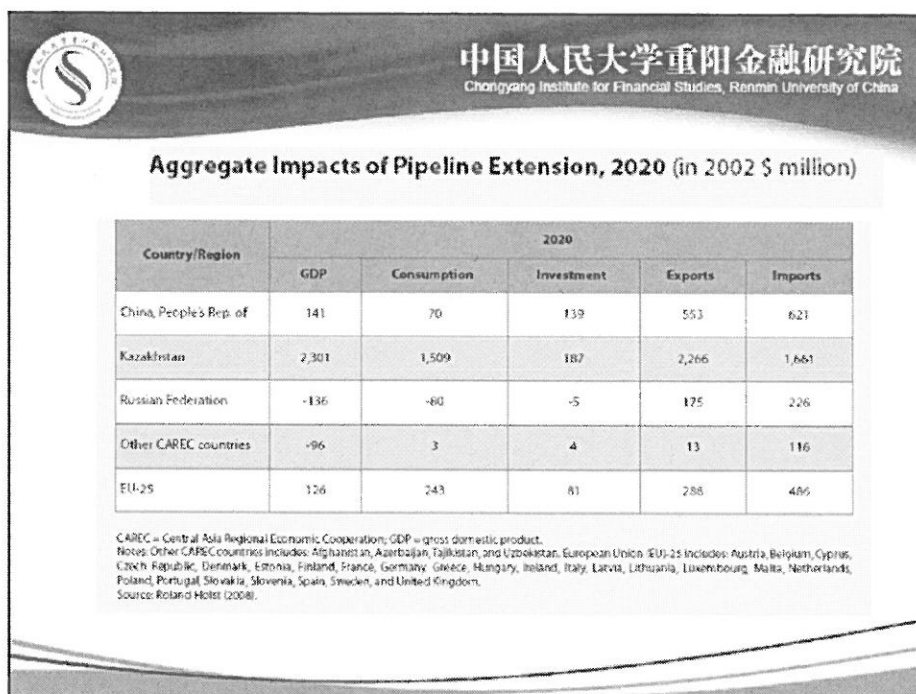 中国人民大学重阳金融研究院
Chongyang Institute for Financial Studies, Renmin University of China
Aggregate Impacts of Pipeline Extension, 2020 (in 2002 $ million)
Country/Region 2020
GDP Consumption Investment Exports Imports
China, People's Rep. of 141 70 139 553 621
Kazakhstan 2,301 1,509 187 2,266 1,661
Russian Federation -136 -80 -5 175 226
Other CAREC countries -96 3 4 13 116
EU-25 126 243 81 288 486
CAREC = Central Asia Regional Economic Cooperation; GDP = gross domestic product.
Notes: Other CAREC countries includes: Afghanistan, Azerbaijan, Tajikistan, and Uzbekistan. European Union (EU)-25 includes: Austria, Belgium, Cyprus,
Czech Republic, Denmark, Estonia, Finland, France, Germany, Greece, Hungary, Ireland, Italy, Latvia, Lithuania, Luxembourg, Malta, Netherlands,
Poland, Portugal, Slovakia, Slovenia, Spain, Sweden, and United Kingdom.
Source: Roland Holst (2008).